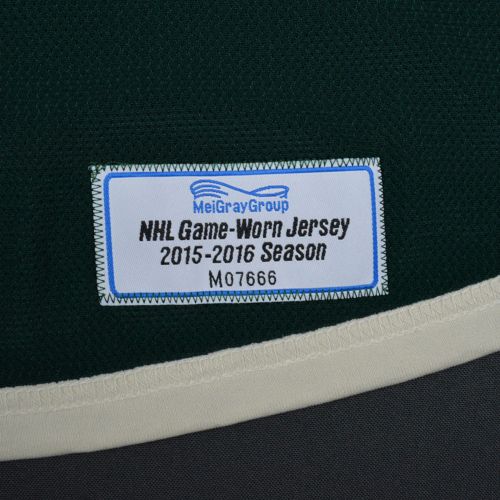 MeiGrayGroup
NHL Game-Worn Jersey
2015-2016 Season
M07666